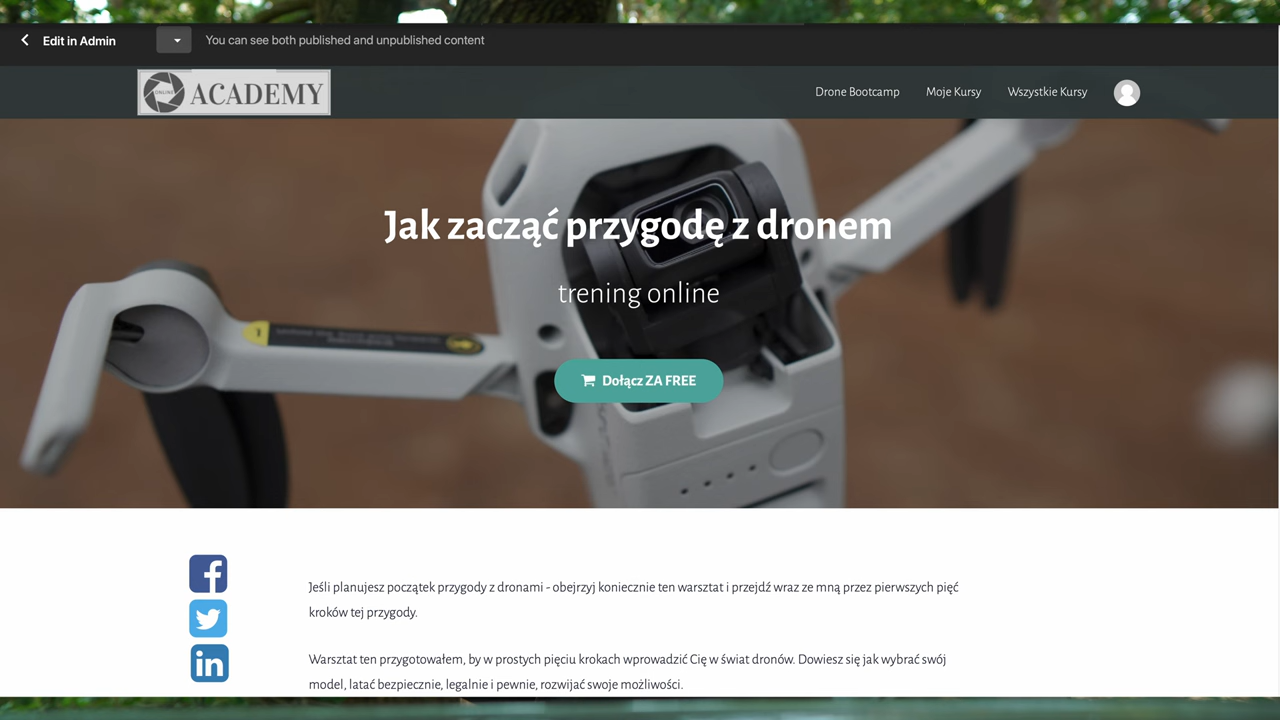 Edit in Admin
You can see both published and unpublished content
ONLINE
ACADEMY
Drone Bootcamp
Moje Kursy
Wszystkie Kursy
Jak zacząć przygodę z dronem
trening online
Dołącz ZA FREE
Jeśli planujesz początek przygody z dronami - obejrzyj koniecznie ten warsztat i przejdź wraz ze mną przez pierwszych pięć
kroków tej przygody.
Warsztat ten przygotowałem, by w prostych pięciu krokach wprowadzić Cię w świat dronów. Dowiesz się jak wybrać swój
model, latać bezpiecznie, legalnie i pewnie, rozwijać swoje możliwości.